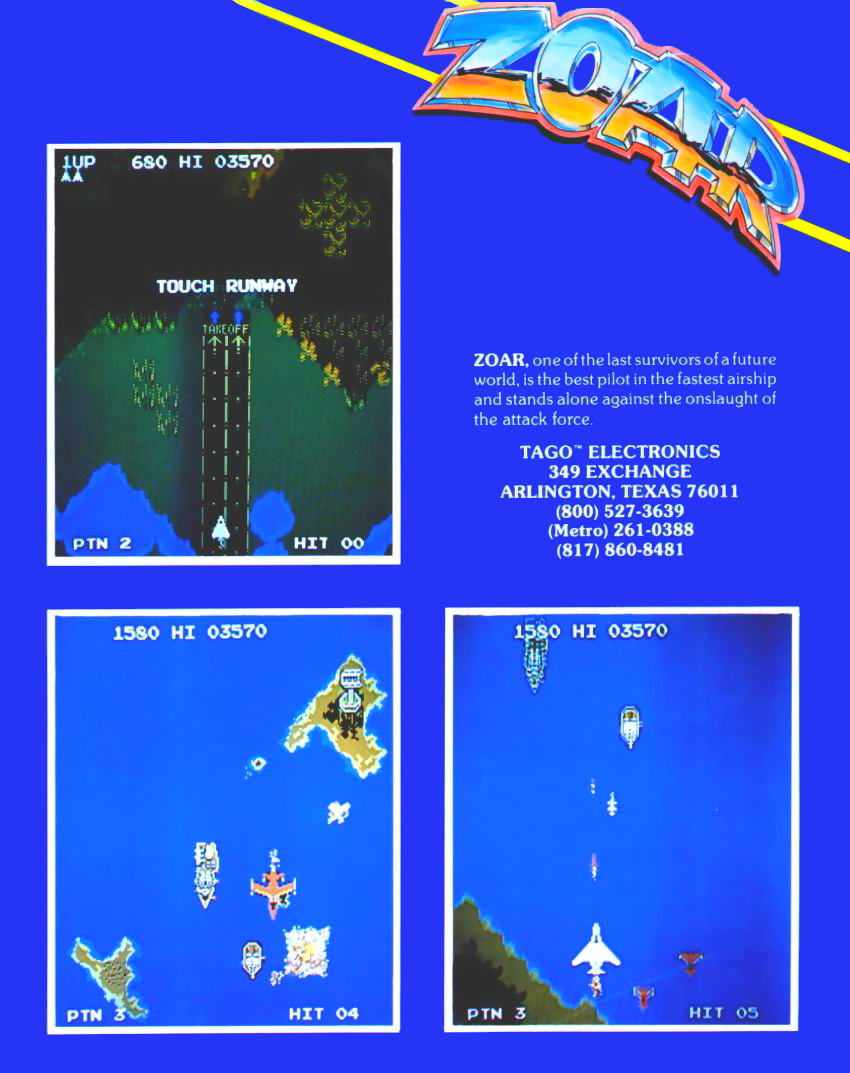 ZOAR
1UP 680 HI 03570
TOUCH RUNWAY
TAKEOFF
PTN 2 HIT 00
ZOAR, one of the last survivors of a future
world, is the best pilot in the fastest airship
and stands alone against the onslaught of
the attack force.
TAGO™ ELECTRONICS
349 EXCHANGE
ARLINGTON, TEXAS 76011
(800) 527-3639
(Metro) 261-0388
(817) 860-8481
1580 HI 03570
PTN 3 HIT 04
1580 HI 03570
PTN 3 HIT 05